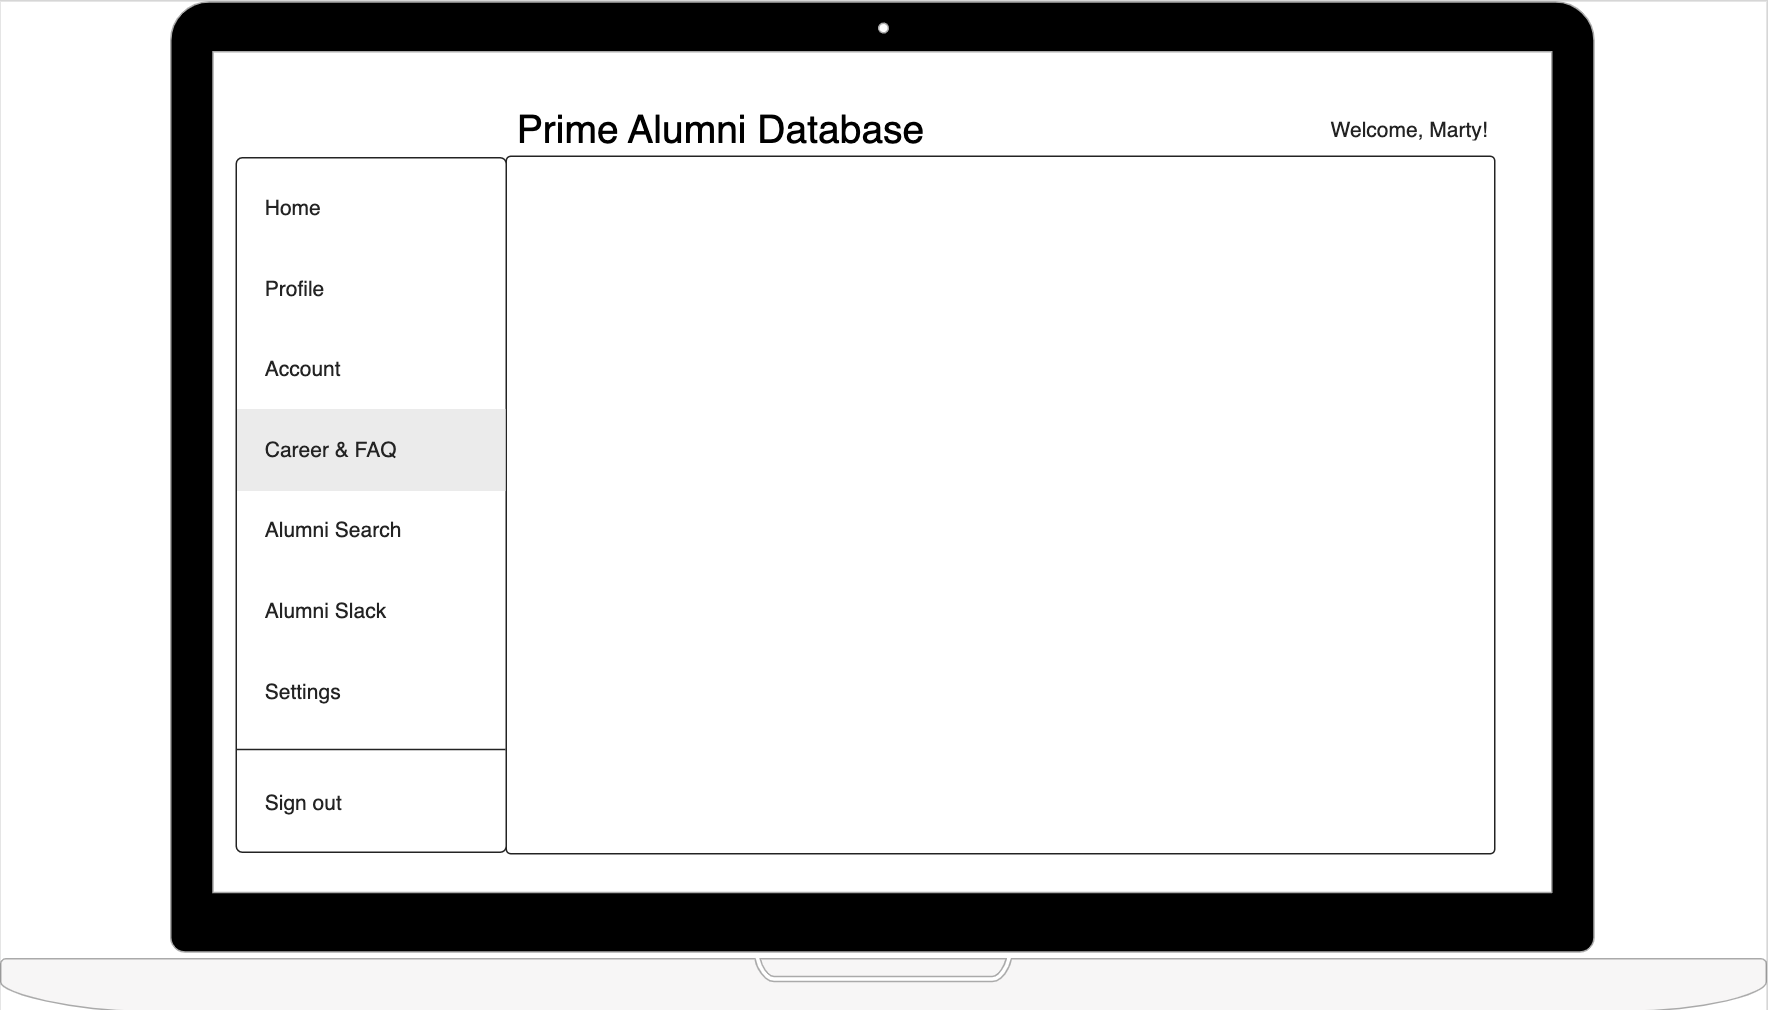 Prime Alumni Database
Welcome, Marty!
Home
Profile
Account
Career & FAQ
Alumni Search
Alumni Slack
Settings
Sign out